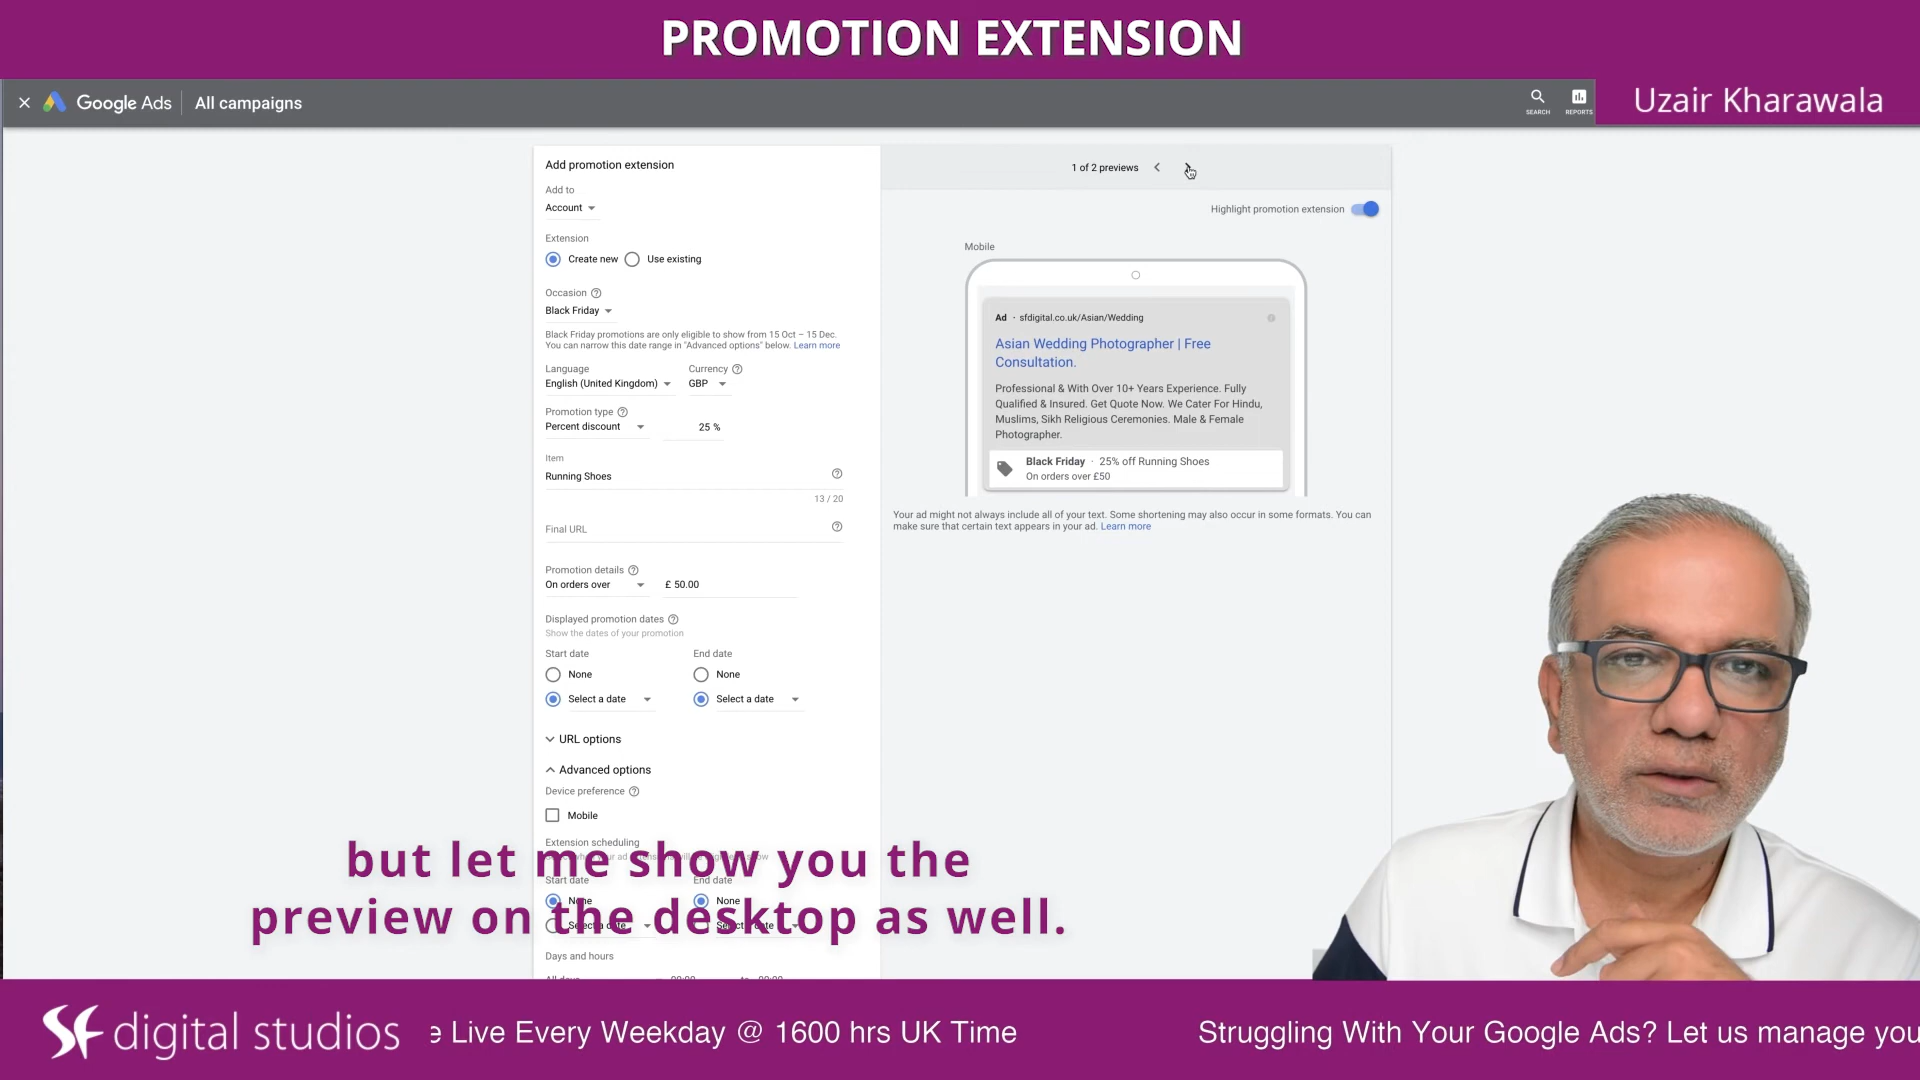 PROMOTION EXTENSION
Google Ads
All campaigns
SEARCH
REPORTS
Uzair Kharawala
Add promotion extension
Add to
Account
Extension
Create new
Use existing
Occasion
Black Friday
Black Friday promotions are only eligible to show from 15 Oct – 15 Dec.
You can narrow this date range in "Advanced options" below. Learn more
Language
Currency
English (United Kingdom)
GBP
Promotion type
Percent discount
25 %
Item
Running Shoes
13 / 20
Final URL
Promotion details
On orders over
£ 50.00
Displayed promotion dates
Show the dates of your promotion
Start date
End date
None
None
Select a date
Select a date
URL options
Advanced options
Device preference
Mobile
Extension scheduling
Start date
End date
None
None
Select a date
Select a date
Days and hours
1 of 2 previews
Highlight promotion extension
Mobile
Ad · sfdigital.co.uk/Asian/Wedding
Asian Wedding Photographer | Free
Consultation.
Professional & With Over 10+ Years Experience. Fully
Qualified & Insured. Get Quote Now. We Cater For Hindu,
Muslims, Sikh Religious Ceremonies. Male & Female
Photographer.
Black Friday · 25% off Running Shoes
On orders over £50
Your ad might not always include all of your text. Some shortening may also occur in some formats. You can
make sure that certain text appears in your ad. Learn more
but let me show you the
preview on the desktop as well.
SF digital studios
e Live Every Weekday @ 1600 hrs UK Time
Struggling With Your Google Ads? Let us manage you